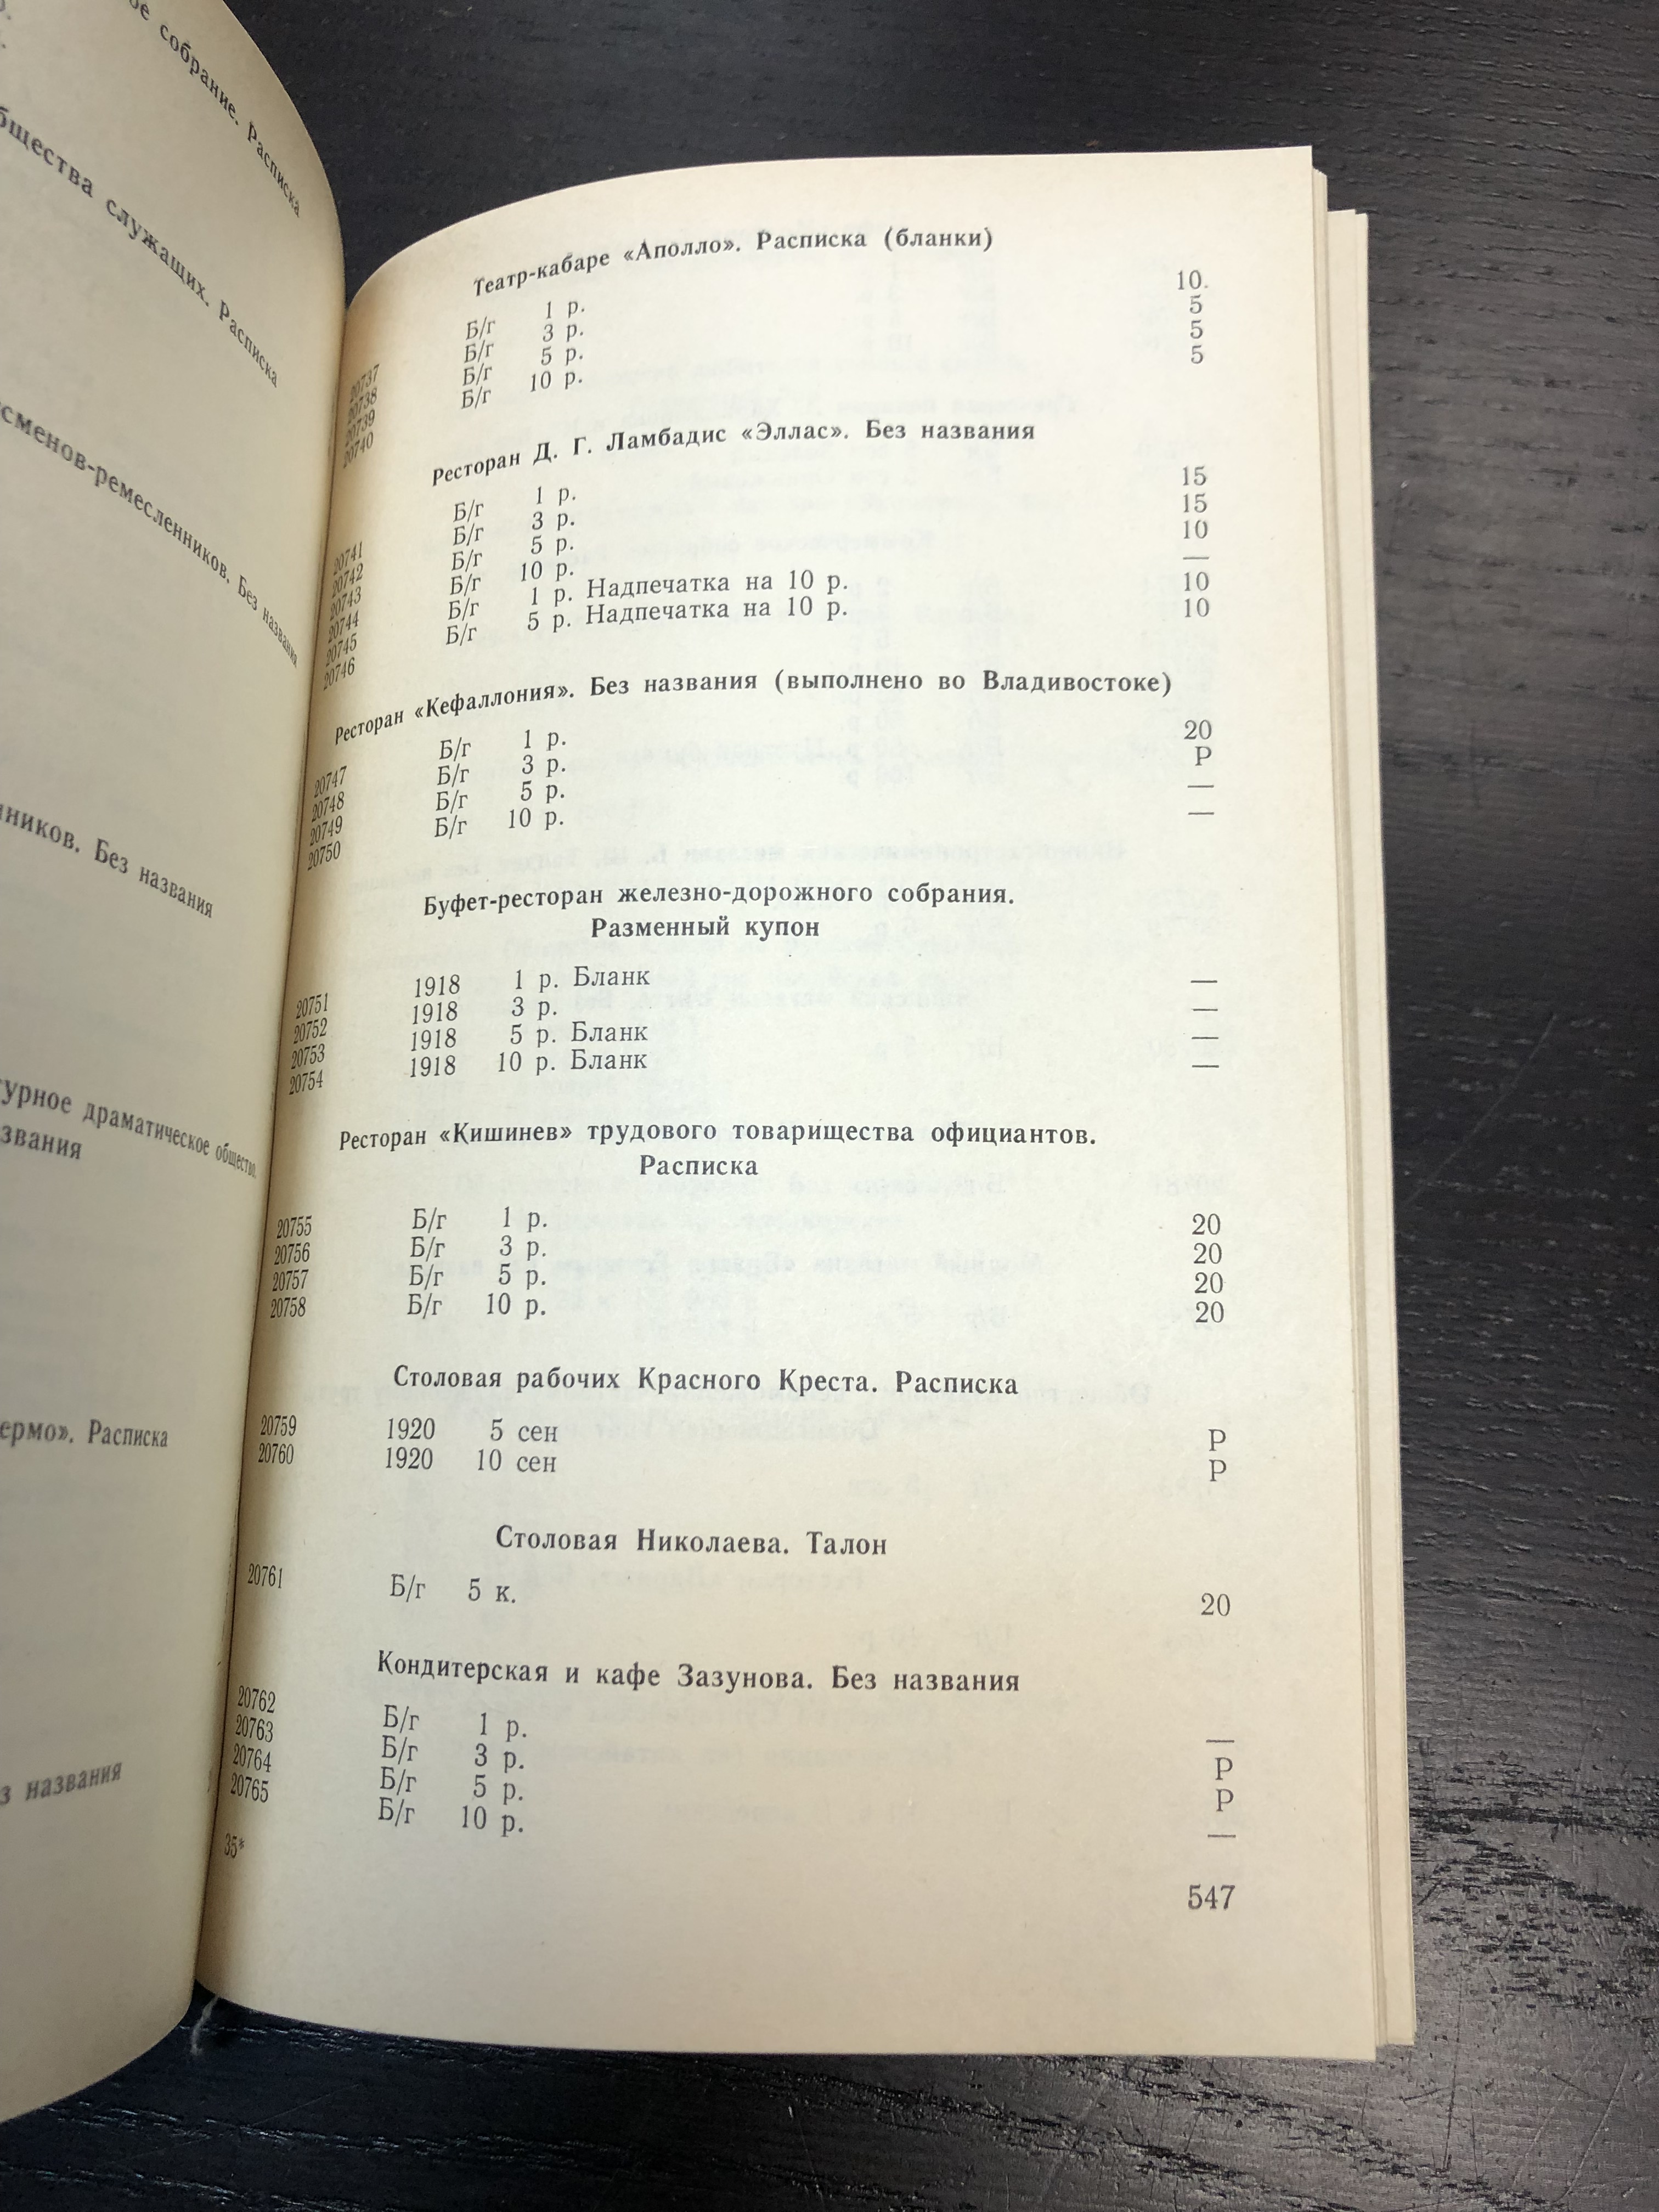 ое собрание. Расписка
бщества служащих. Расписка
сменов-ремесленников. Без названия
ников. Без названия
турное драматическое общество.
звания
ермо». Расписка
з названия
Театр-кабаре «Аполло». Расписка (бланки)
20737 Б/г 1 р. 10.
20738 Б/г 3 р. 5
20739 Б/г 5 р. 5
20740 Б/г 10 р. 5
Ресторан Д. Г. Ламбадис «Эллас». Без названия
20741 Б/г 1 р. 15
20742 Б/г 3 р. 15
20743 Б/г 5 р. 10
20744 Б/г 10 р. —
20745 Б/г 1 р. Надпечатка на 10 р. 10
20746 Б/г 5 р. Надпечатка на 10 р. 10
Ресторан «Кефаллония». Без названия (выполнено во Владивостоке)
20747 Б/г 1 р. 20
20748 Б/г 3 р. Р
20749 Б/г 5 р. —
20750 Б/г 10 р. —
Буфет-ресторан железно-дорожного собрания.
Разменный купон
20751 1918 1 р. Бланк —
20752 1918 3 р. —
20753 1918 5 р. Бланк —
20754 1918 10 р. Бланк —
Ресторан «Кишинев» трудового товарищества официантов.
Расписка
20755 Б/г 1 р. 20
20756 Б/г 3 р. 20
20757 Б/г 5 р. 20
20758 Б/г 10 р. 20
Столовая рабочих Красного Креста. Расписка
20759 1920 5 сен Р
20760 1920 10 сен Р
Столовая Николаева. Талон
20761 Б/г 5 к. 20
Кондитерская и кафе Зазунова. Без названия
20762 Б/г 1 р. —
20763 Б/г 3 р. Р
20764 Б/г 5 р. Р
20765 Б/г 10 р. —
35*
547